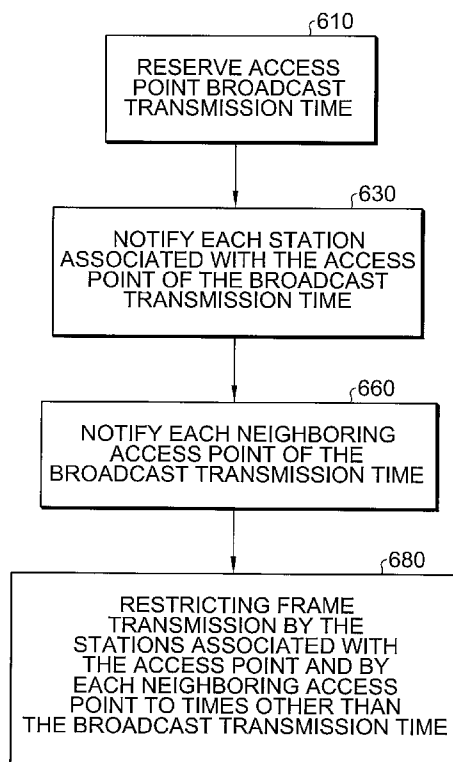 610
RESERVE ACCESS
POINT BROADCAST
TRANSMISSION TIME
630
NOTIFY EACH STATION
ASSOCIATED WITH THE ACCESS
POINT OF THE BROADCAST
TRANSMISSION TIME
660
NOTIFY EACH NEIGHBORING
ACCESS POINT OF THE
BROADCAST TRANSMISSION TIME
680
RESTRICTING FRAME
TRANSMISSION BY THE
STATIONS ASSOCIATED WITH
THE ACCESS POINT AND BY
EACH NEIGHBORING ACCESS
POINT TO TIMES OTHER THAN
THE BROADCAST TRANSMISSION TIME